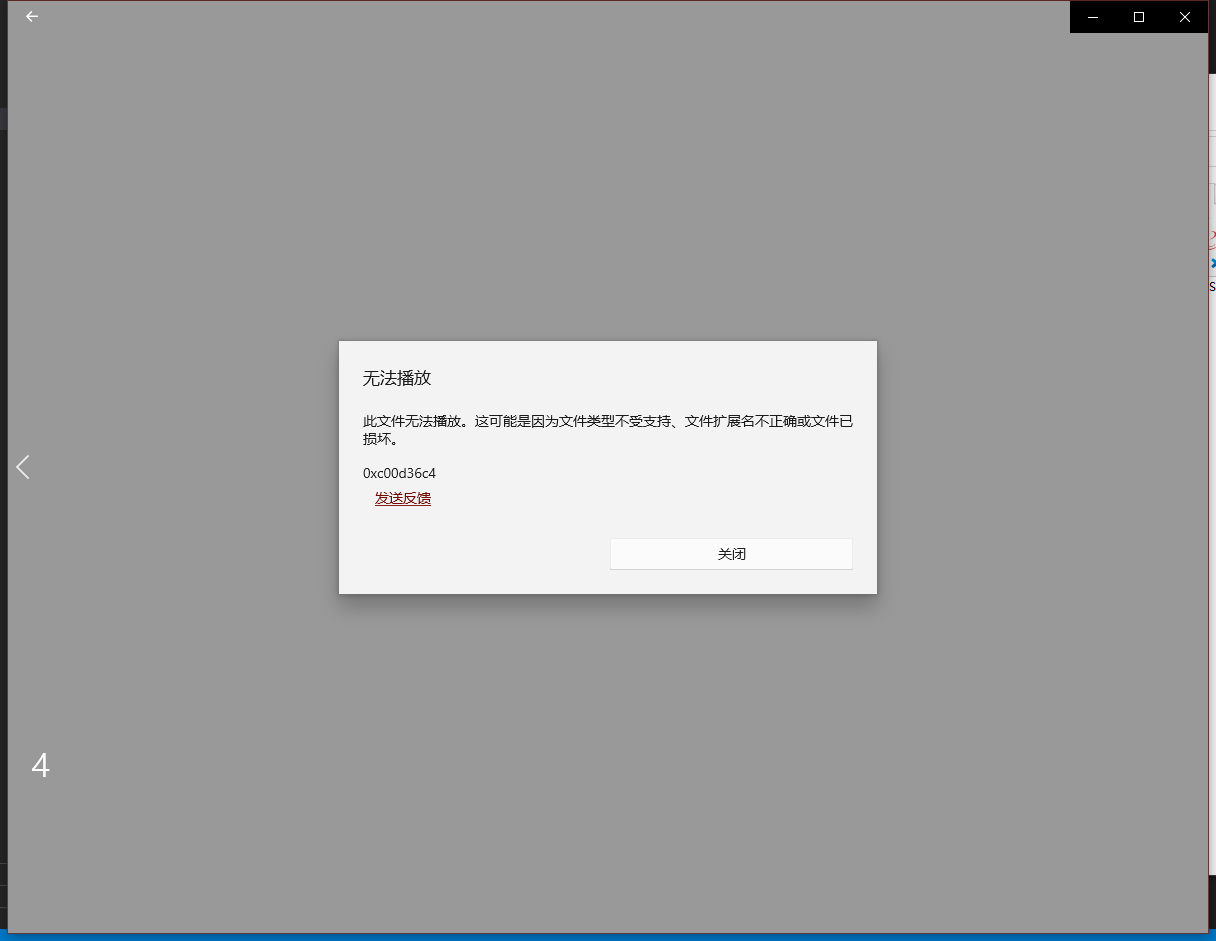 无法播放
此文件无法播放。这可能是因为文件类型不受支持、文件扩展名不正确或文件已
损坏。
0xc00d36c4
发送反馈
关闭
4